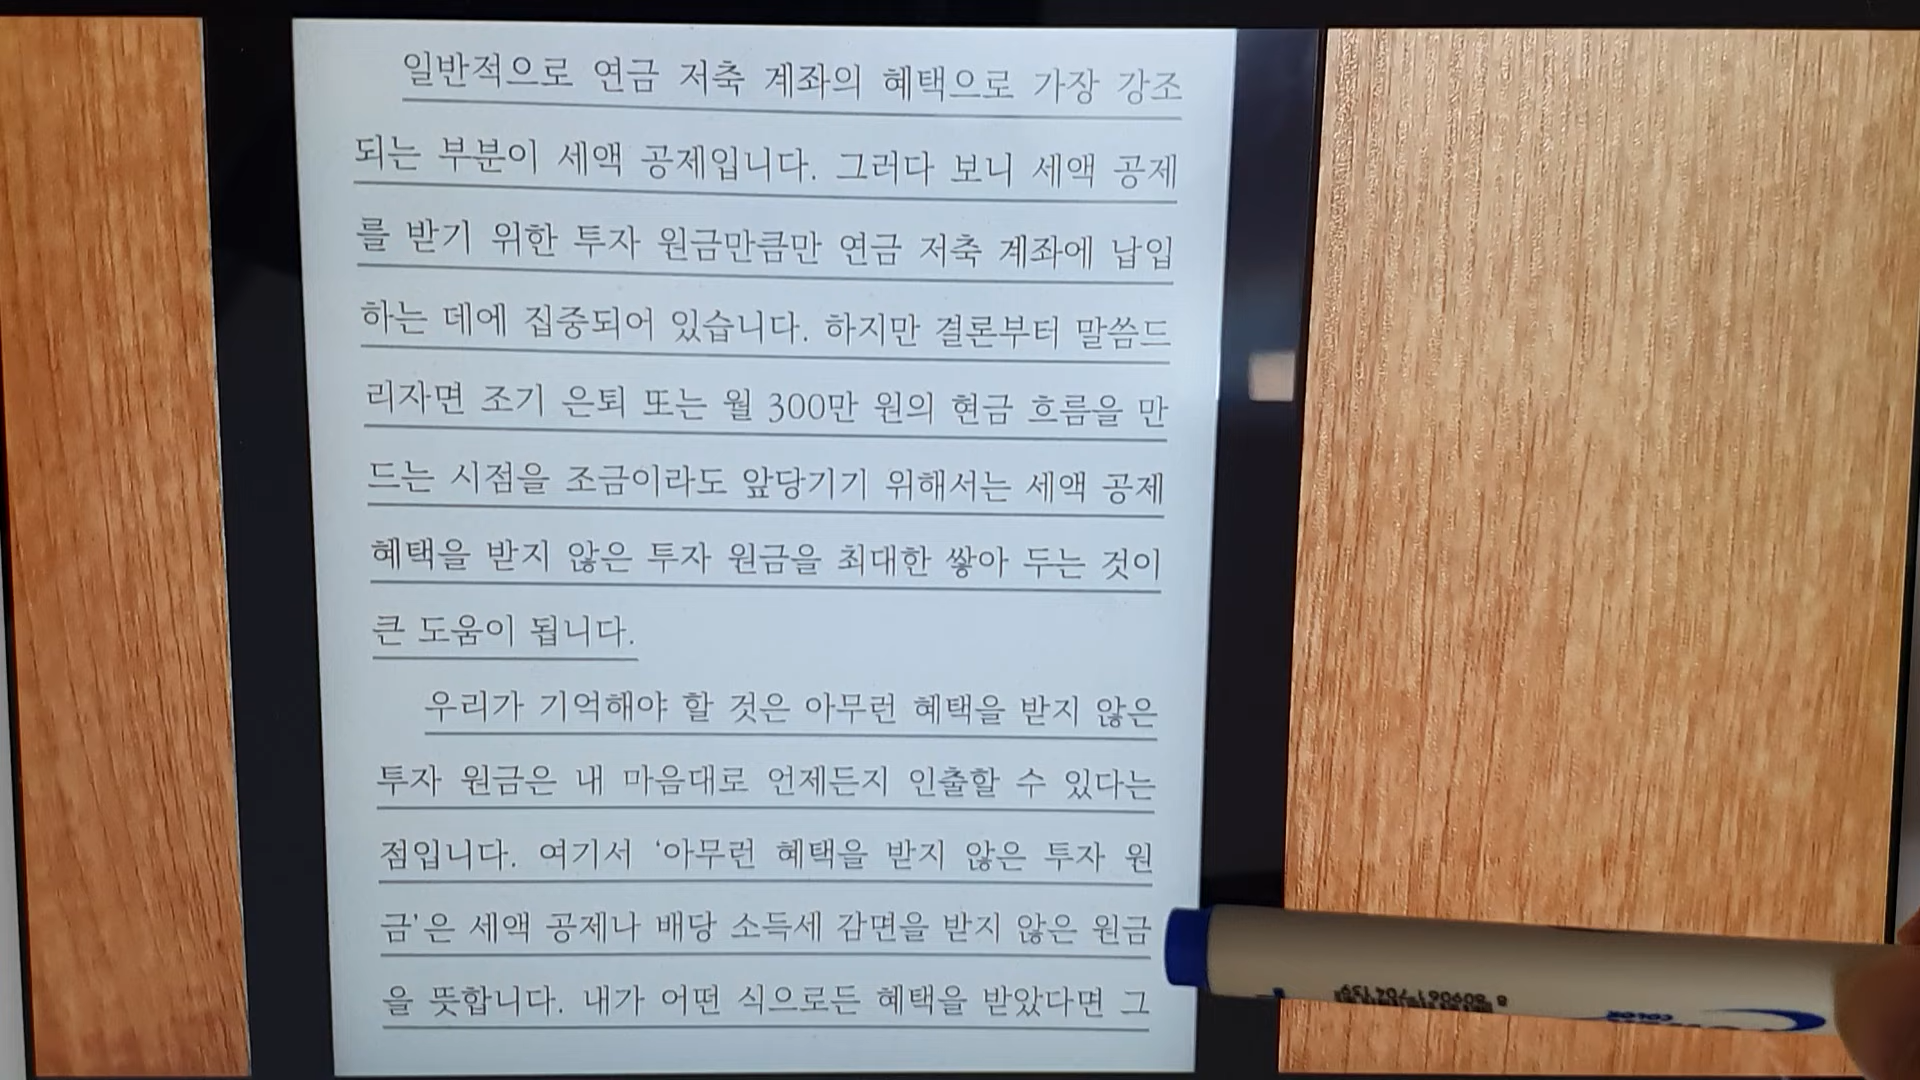 일반적으로 연금 저축 계좌의 혜택으로 가장 강조
되는 부분이 세액 공제입니다. 그러다 보니 세액 공제
를 받기 위한 투자 원금만큼만 연금 저축 계좌에 납입
하는 데에 집중되어 있습니다. 하지만 결론부터 말씀드
리자면 조기 은퇴 또는 월 300만 원의 현금 흐름을 만
드는 시점을 조금이라도 앞당기기 위해서는 세액 공제
혜택을 받지 않은 투자 원금을 최대한 쌓아 두는 것이
큰 도움이 됩니다.
우리가 기억해야 할 것은 아무런 혜택을 받지 않은
투자 원금은 내 마음대로 언제든지 인출할 수 있다는
점입니다. 여기서 ‘아무런 혜택을 받지 않은 투자 원
금’은 세액 공제나 배당 소득세 감면을 받지 않은 원금
을 뜻합니다. 내가 어떤 식으로든 혜택을 받았다면 그
8 809061 704139
COLOR